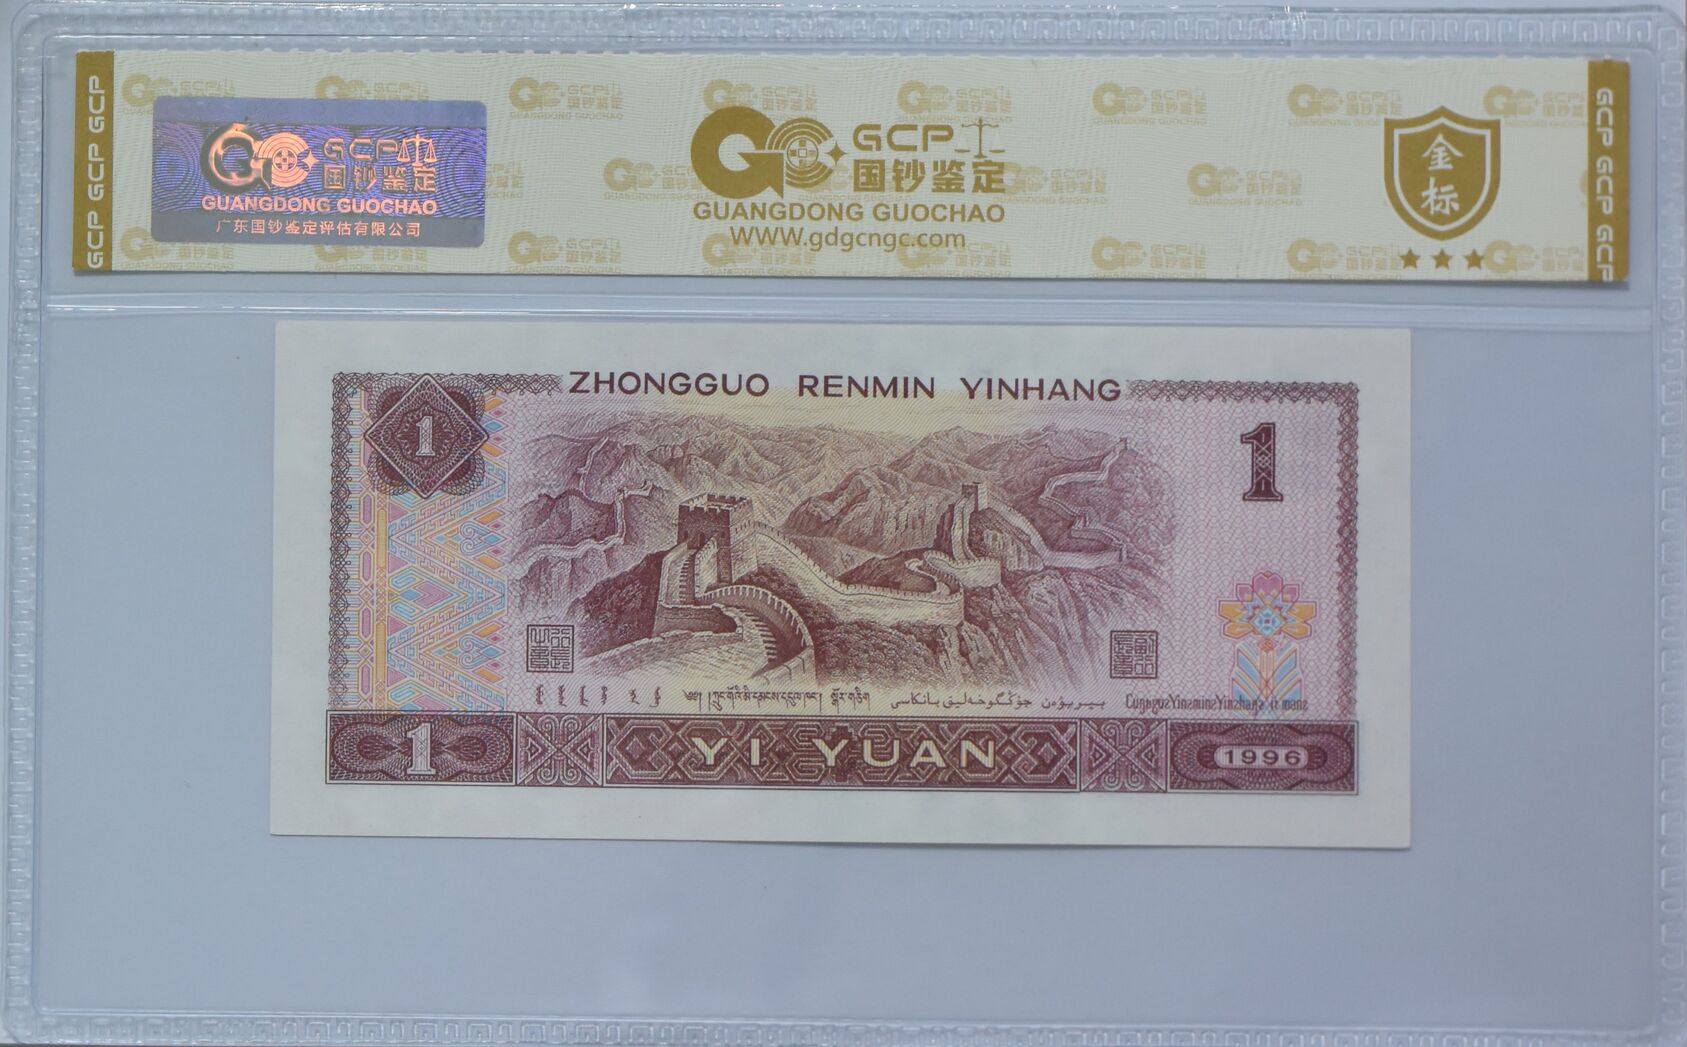 GCP GCP GCP
GCP
国钞鉴定
GUANGDONG GUOCHAO
广东国钞鉴定评估有限公司
GCP
国钞鉴定
GUANGDONG GUOCHAO
WWW.gdgcngc.com
金标
GCP GCP GCP
ZHONGGUO RENMIN YINHANG
1
1
1
YI YUAN
1996